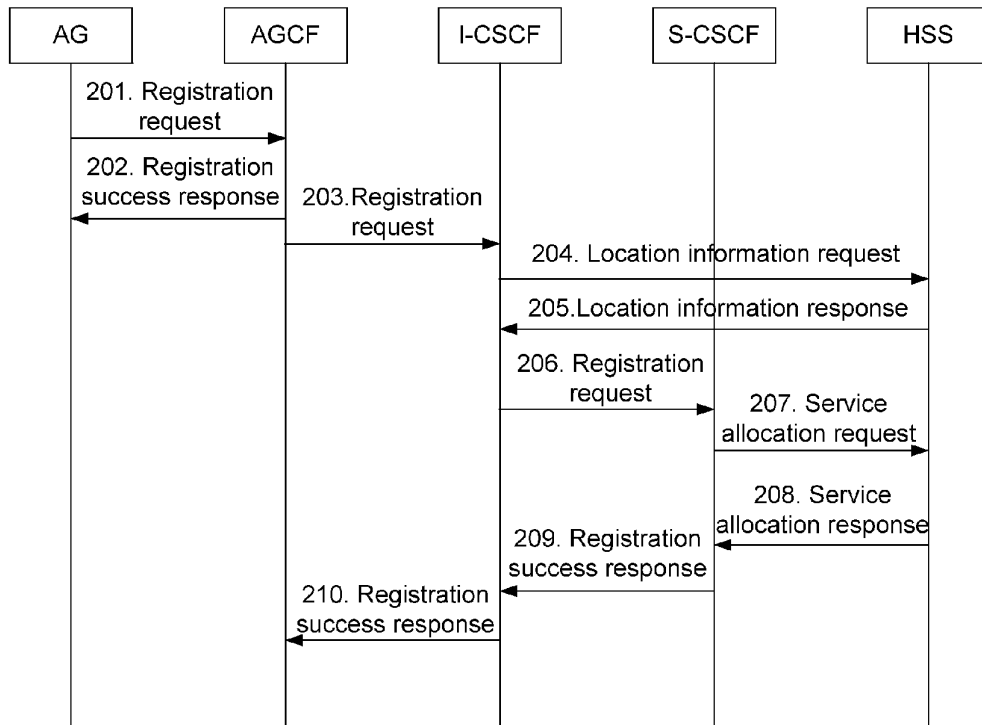 AG
AGCF
I-CSCF
S-CSCF
HSS
201. Registration
request
202. Registration
success response
203.Registration
request
204. Location information request
205.Location information response
206. Registration
request
207. Service
allocation request
208. Service
allocation response
209. Registration
success response
210. Registration
success response